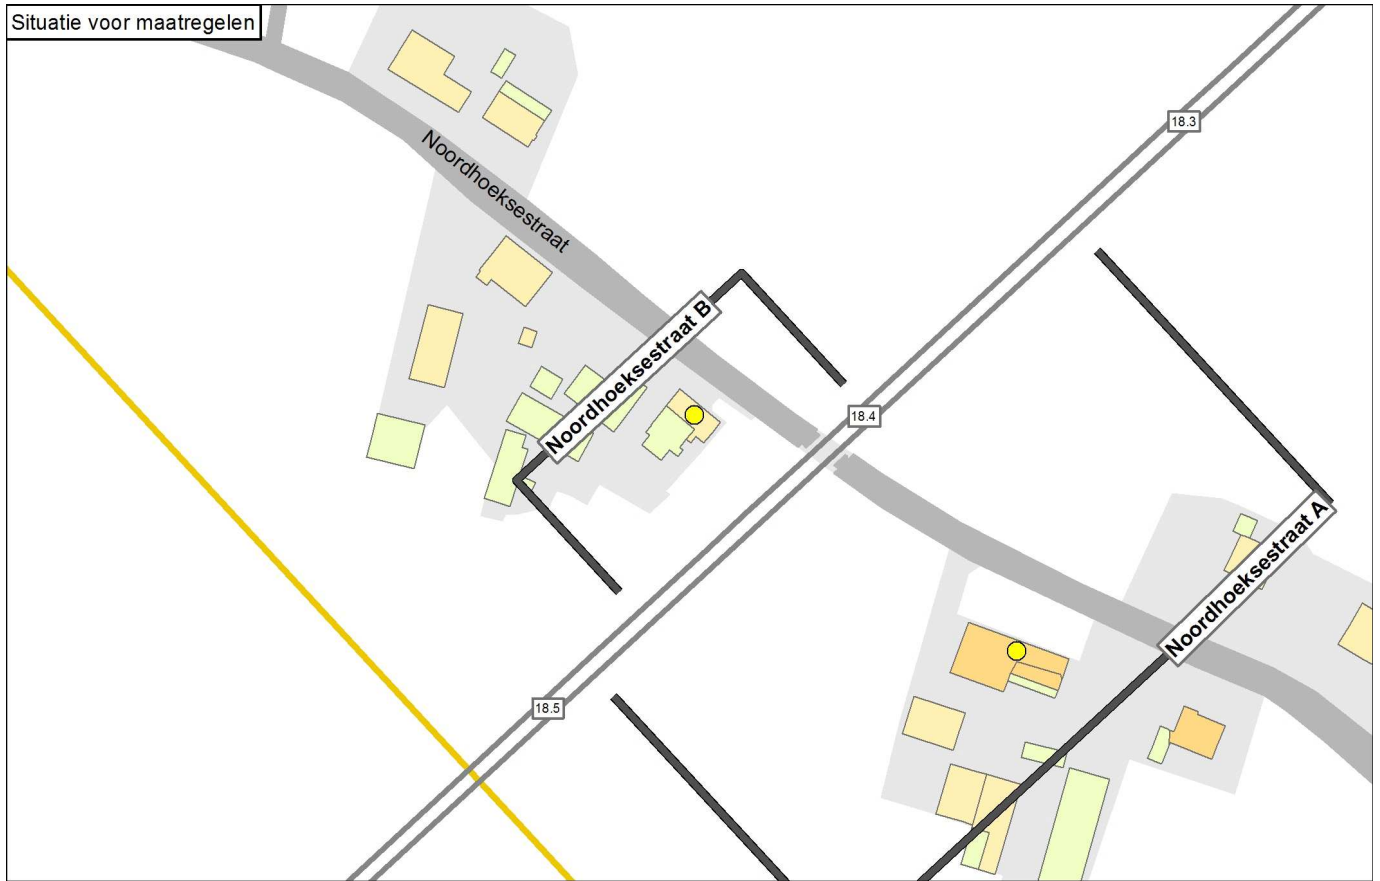 Situatie voor maatregelen
18.3
Noordhoeksestraat
Noordhoeksestraat B
18.4
Noordhoeksestraat A
18.5